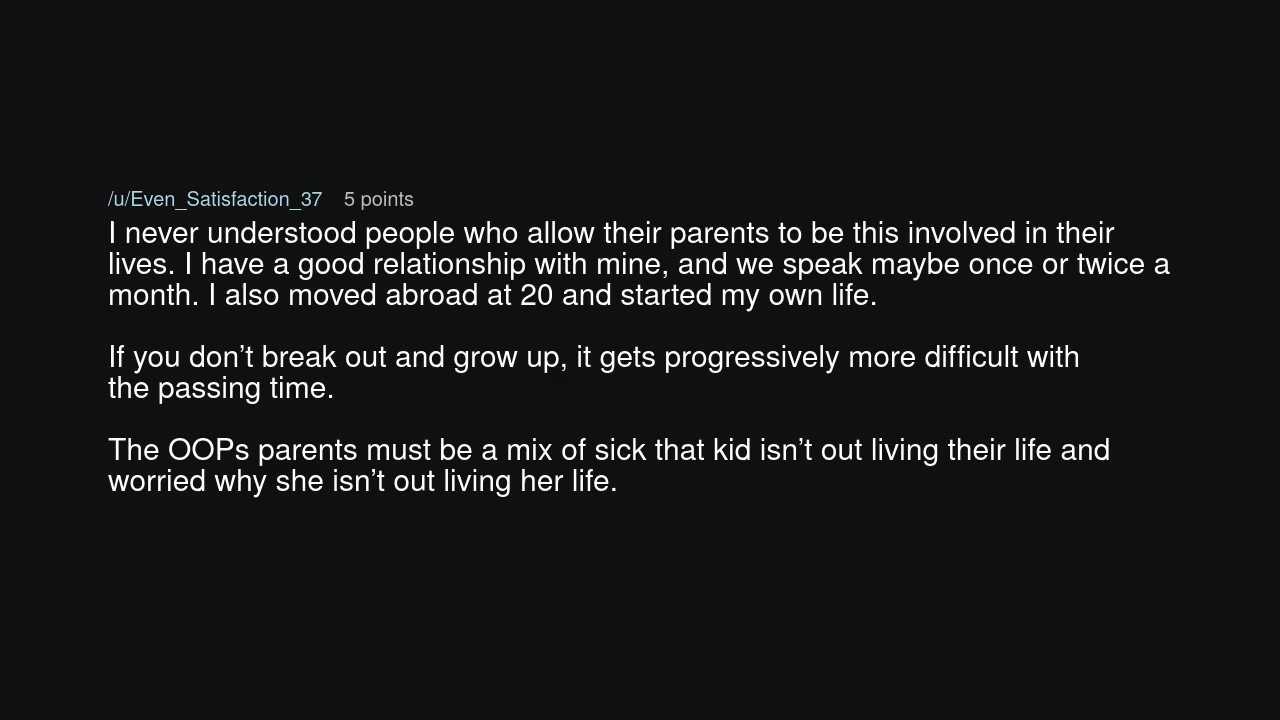 /u/Even_Satisfaction_37 5 points
I never understood people who allow their parents to be this involved in their
lives. I have a good relationship with mine, and we speak maybe once or twice a
month. I also moved abroad at 20 and started my own life.
If you don’t break out and grow up, it gets progressively more difficult with
the passing time.
The OOPs parents must be a mix of sick that kid isn’t out living their life and
worried why she isn’t out living her life.